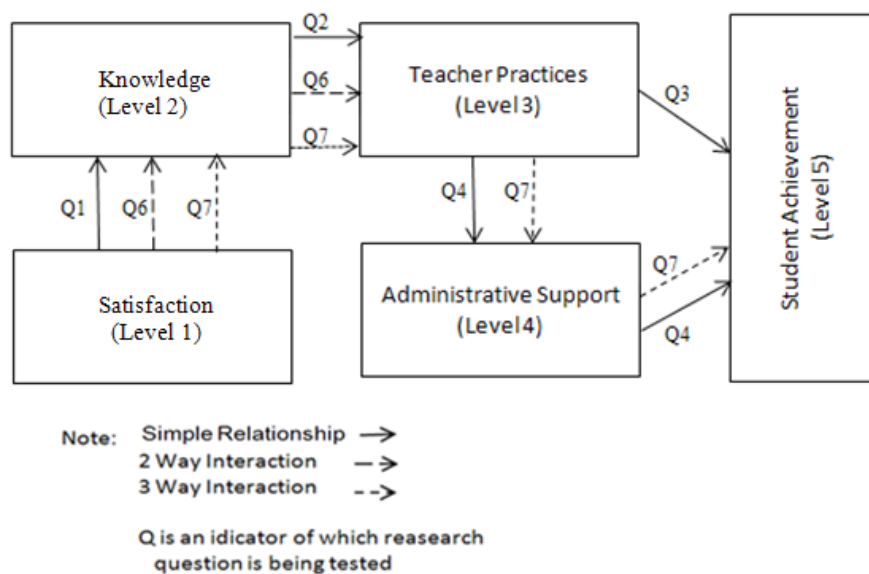 Q2
Knowledge
(Level 2)
Q6
Q7
Teacher Practices
(Level 3)
Q3
Student Achievement
(Level 5)
Q1
Q6
Q7
Q4
Q7
Satisfaction
(Level 1)
Administrative Support
(Level 4)
Q7
Q4
Note:
Simple Relationship
2 Way Interaction
3 Way Interaction
Q is an idicator of which reasearch
question is being tested